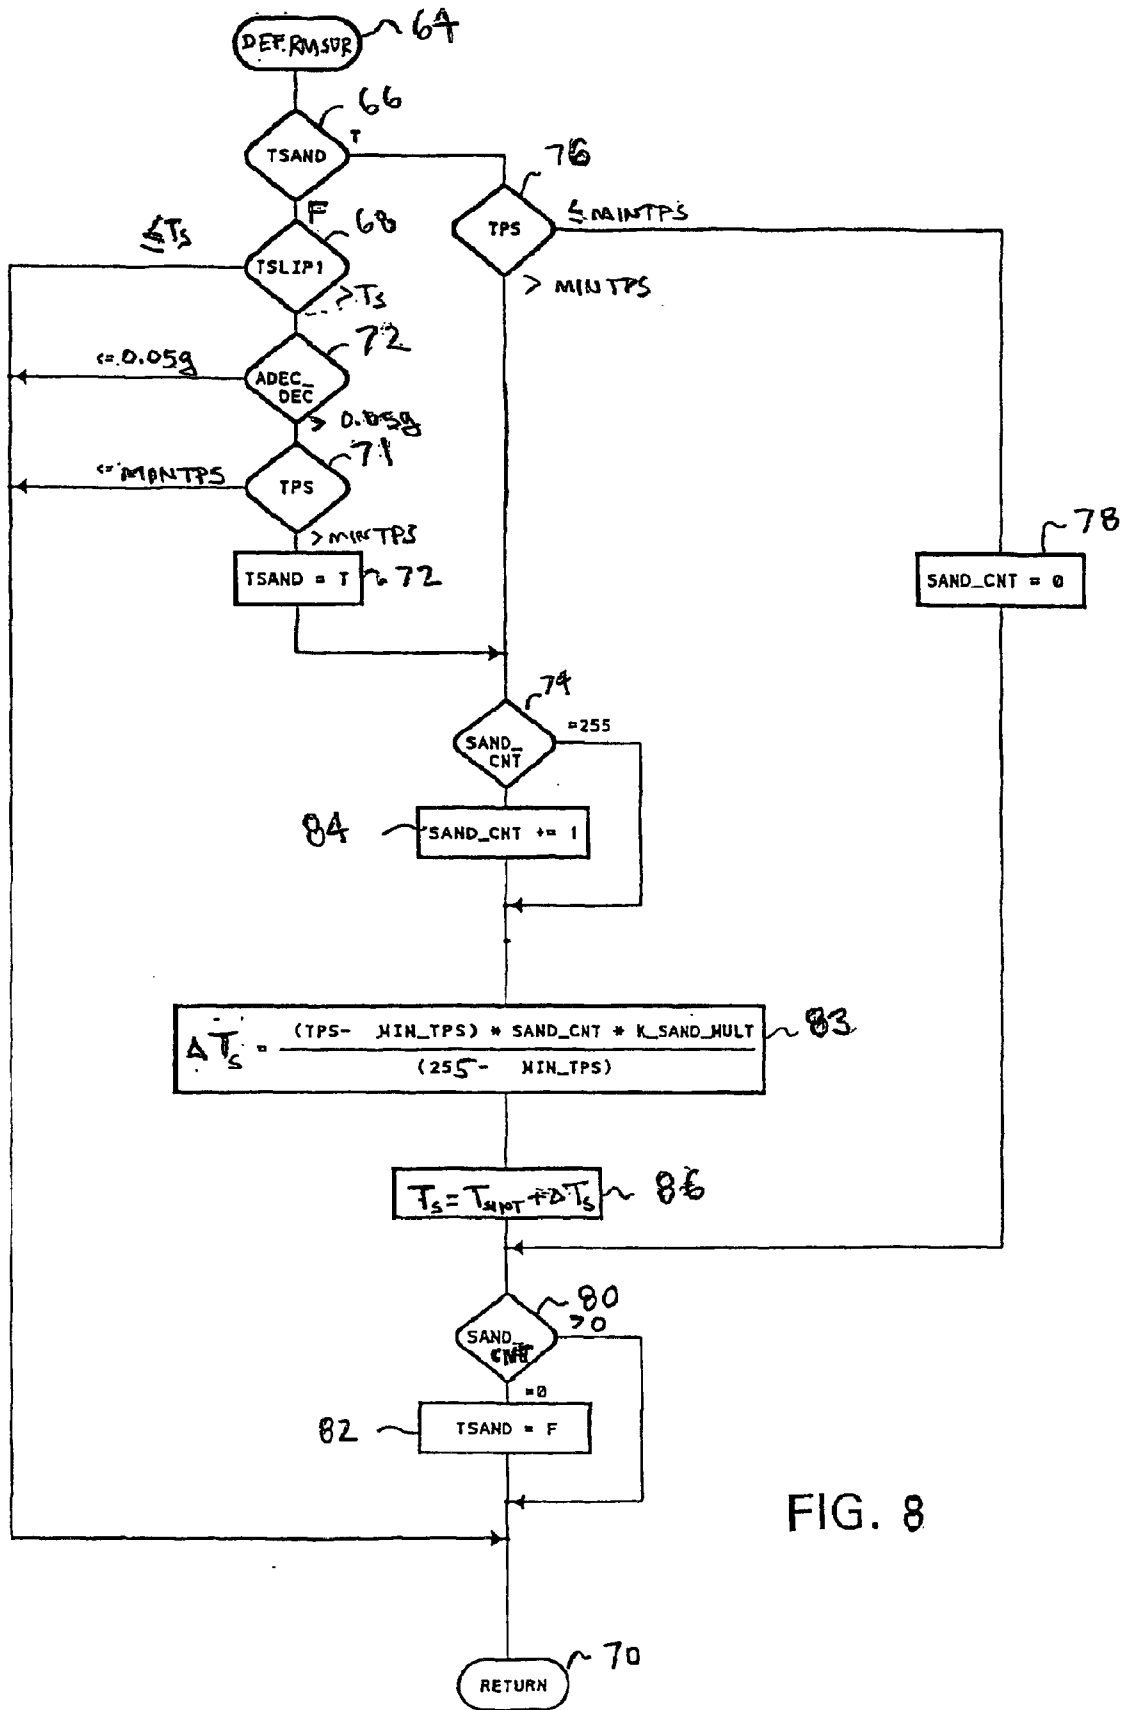 DEF.RMSUR
64
66
TSAND
T
76
TPS
≤MINTPS
> MINTPS
F
68
≤Ts
TSLIP1
>Ts
72
<=0.05g
ADEC_
DEC
> 0.05g
71
<=MINTPS
TPS
>MINTPS
TSAND = T
72
78
SAND_CNT = 0
74
=255
SAND_
CNT
84
SAND_CNT += 1
ΔTs = (TPS- MIN_TPS) * SAND_CNT * K_SAND_MULT
(255- MIN_TPS)
83
86
80
>0
SAND_
CNT
=0
82
TSAND = F
FIG. 8
70
RETURN